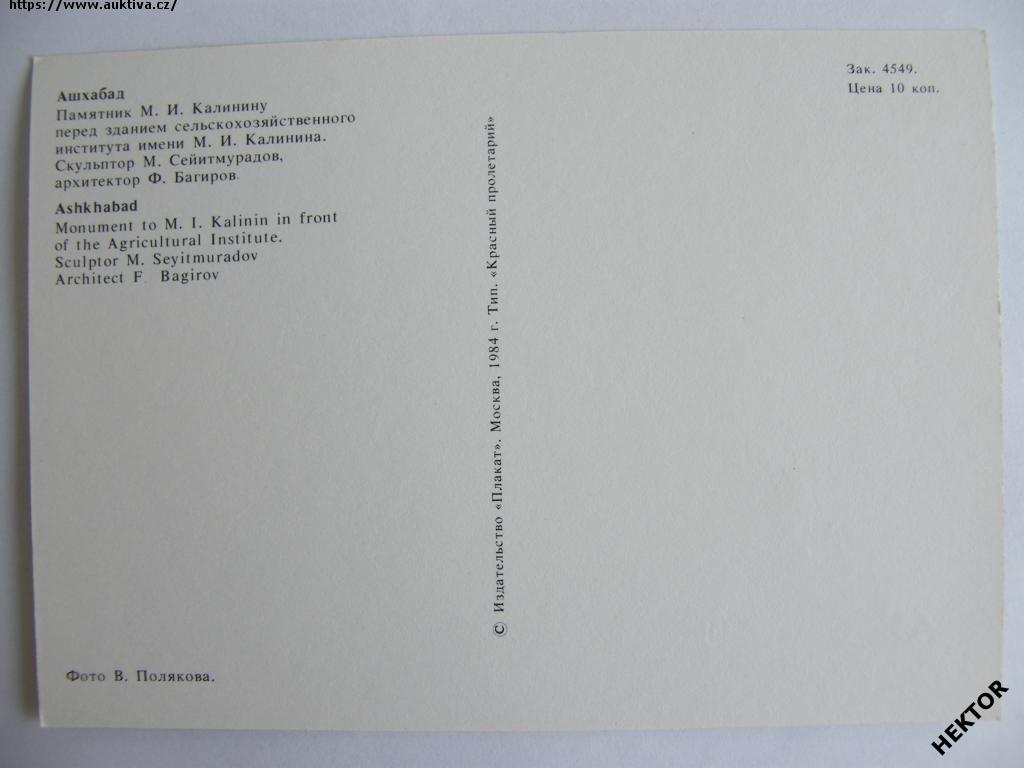 https://www.auktiva.cz/
Ашхабад
Памятник М. И. Калинину
перед зданием сельскохозяйственного
института имени М. И. Калинина.
Скульптор М. Сейитмурадов,
архитектор Ф. Багиров.
Ashkhabad
Monument to M. I. Kalinin in front
of the Agricultural Institute.
Sculptor M. Seyitmuradov
Architect F. Bagirov
Фото В. Полякова.
© Издательство «Плакат». Москва, 1984 г. Тип. «Красный пролетарий»
Зак. 4549.
Цена 10 коп.
HEKTOR